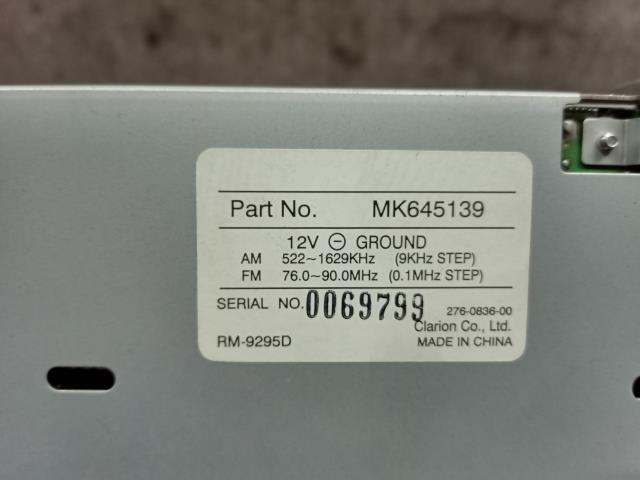 Part No. MK645139
12V ⊖ GROUND
AM 522~1629KHz (9KHz STEP)
FM 76.0~90.0MHz (0.1MHz STEP)
SERIAL NO. 0069799
276-0836-00
Clarion Co., Ltd.
RM-9295D MADE IN CHINA